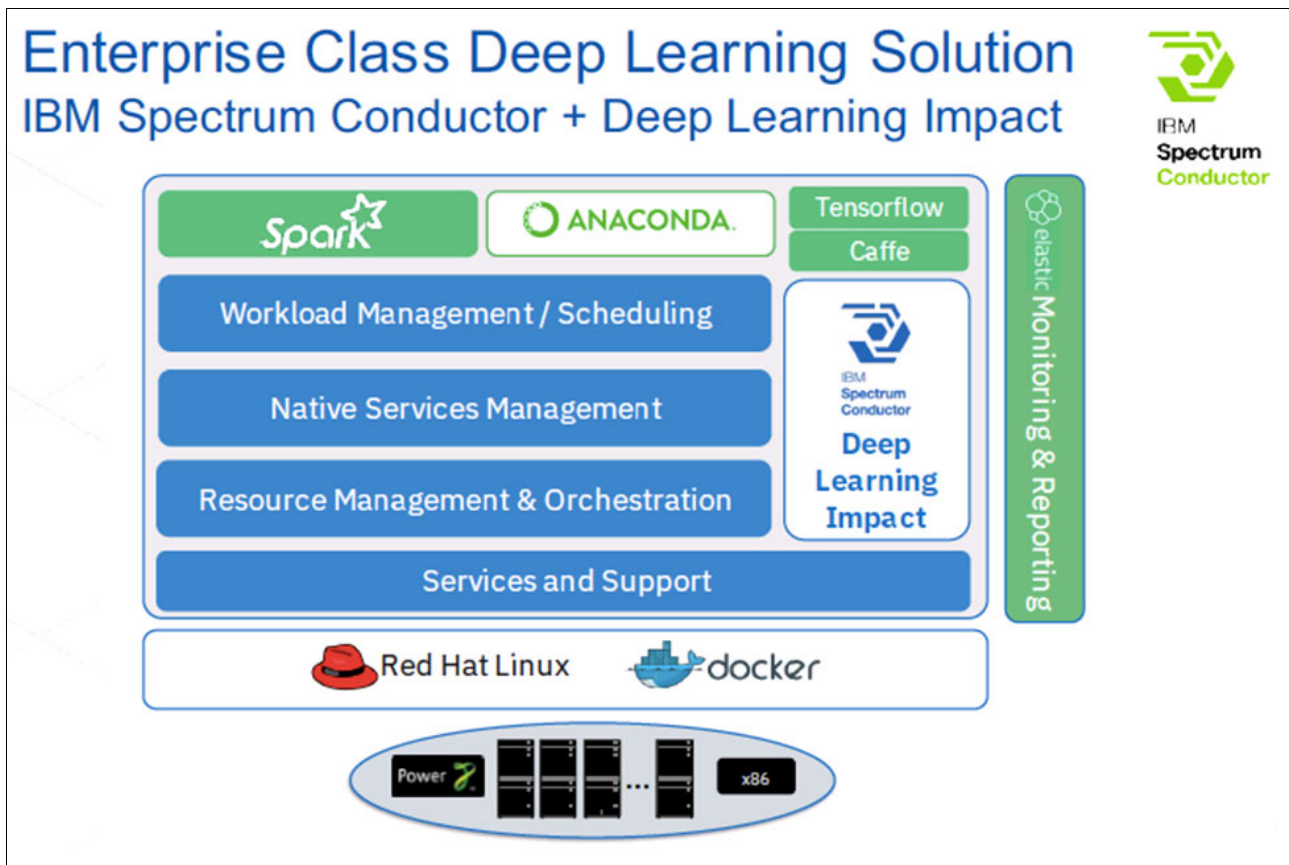 Enterprise Class Deep Learning Solution
IBM Spectrum Conductor + Deep Learning Impact
IBM
Spectrum
Conductor
Spark
ANACONDA.
Tensorflow
Caffe
Workload Management / Scheduling
Native Services Management
Resource Management & Orchestration
IBM
Spectrum
Conductor
Deep
Learning
Impact
Services and Support
elastic
Monitoring & Reporting
Red Hat Linux
docker
Power
...
x86